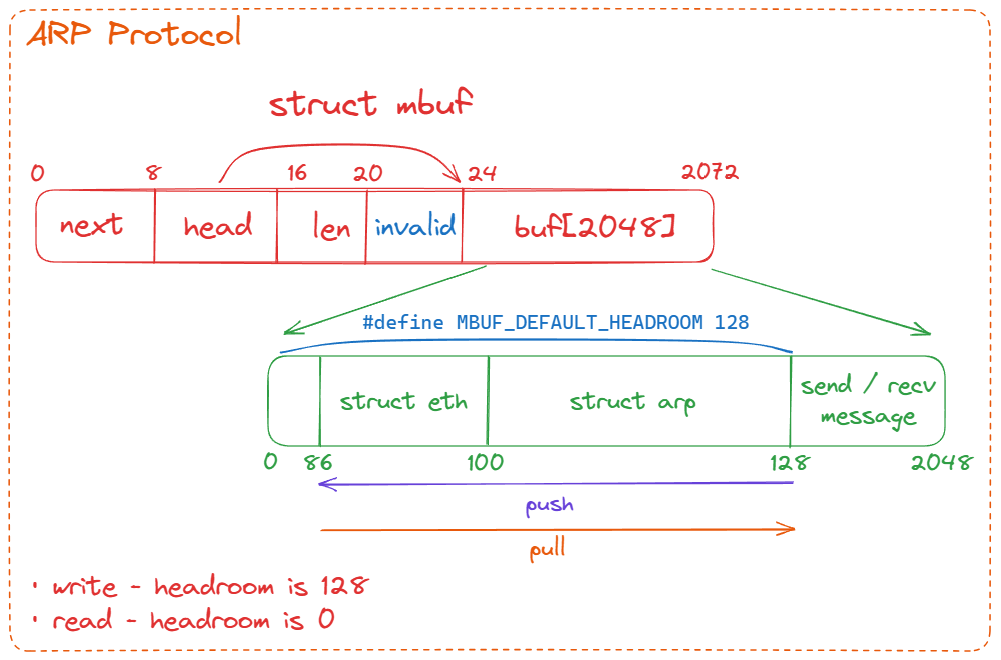 ARP Protocol
struct mbuf
0 8 16 20 24 2072
next head len invalid buf[2048]
#define MBUF_DEFAULT_HEADROOM 128
struct eth struct arp send / recv
message
0 86 100 128 2048
push
pull
· write - headroom is 128
· read - headroom is 0